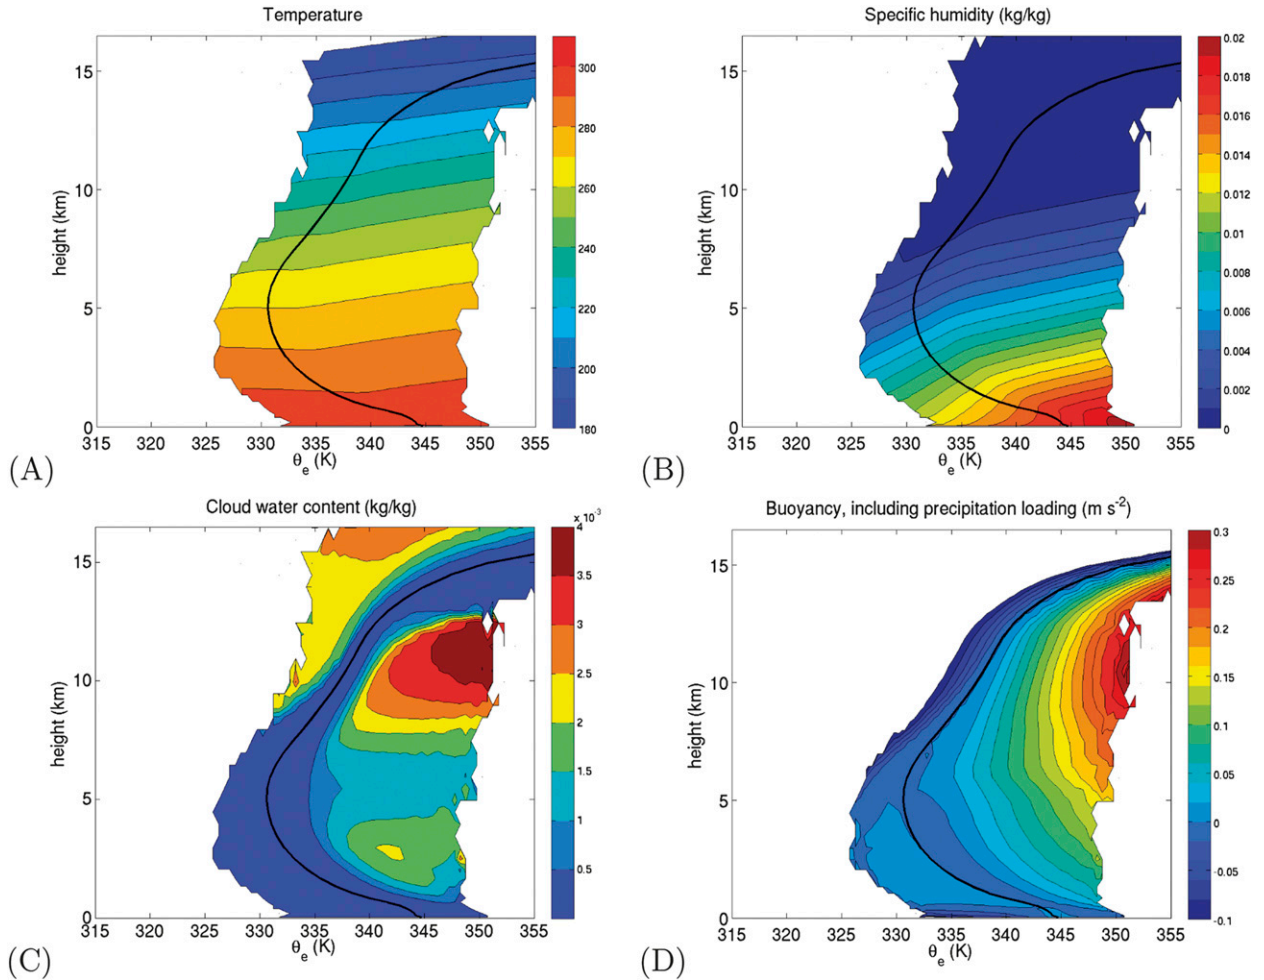 Temperature
15
10
5
0
height (km)
315 320 325 330 335 340 345 350 355
θe (K)
300
280
260
240
220
200
180
(A)
Specific humidity (kg/kg)
15
10
5
0
height (km)
315 320 325 330 335 340 345 350 355
θe (K)
0.02
0.018
0.016
0.014
0.012
0.01
0.008
0.006
0.004
0.002
0
(B)
Cloud water content (kg/kg)
15
10
5
0
height (km)
315 320 325 330 335 340 345 350 355
θe (K)
x 10⁻³
4
3.5
3
2.5
2
1.5
1
0.5
(C)
Buoyancy, including precipitation loading (m s⁻²)
15
10
5
0
height (km)
315 320 325 330 335 340 345 350 355
θe (K)
0.3
0.25
0.2
0.15
0.1
0.05
0
-0.05
-0.1
(D)